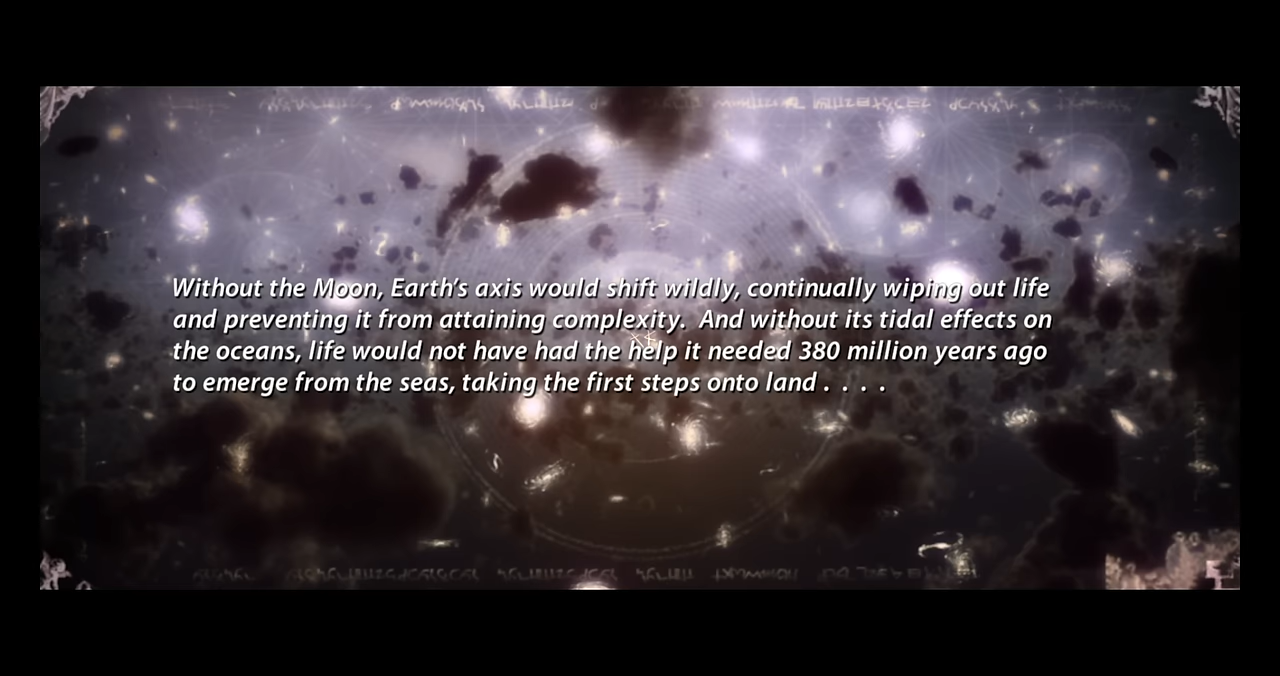 Without the Moon, Earth's axis would shift wildly, continually wiping out life
and preventing it from attaining complexity.  And without its tidal effects on
the oceans, life would not have had the help it needed 380 million years ago
to emerge from the seas, taking the first steps onto land . . . .